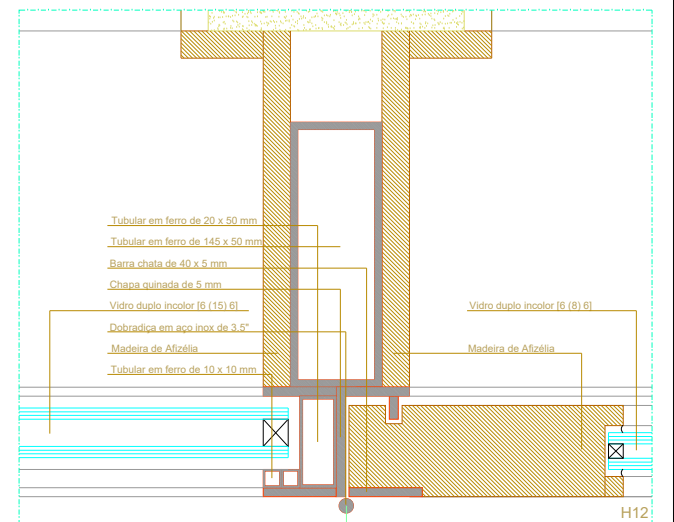 Tubular em ferro de 20 x 50 mm
Tubular em ferro de 145 x 50 mm
Barra chata de 40 x 5 mm
Chapa quinada de 5 mm
Vidro duplo incolor [6 (15) 6]
Vidro duplo incolor [6 (8) 6]
Dobradiça em aço inox de 3,5"
Madeira de Afizélia
Madeira de Afizélia
Tubular em ferro de 10 x 10 mm
H12